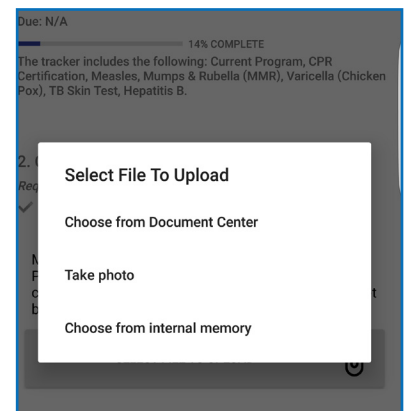 Due: N/A
14% COMPLETE
The tracker includes the following: Current Program, CPR
Certification, Measles, Mumps & Rubella (MMR), Varicella (Chicken
Pox), TB Skin Test, Hepatitis B.
2.
Select File To Upload
Choose from Document Center
Take photo
Choose from internal memory